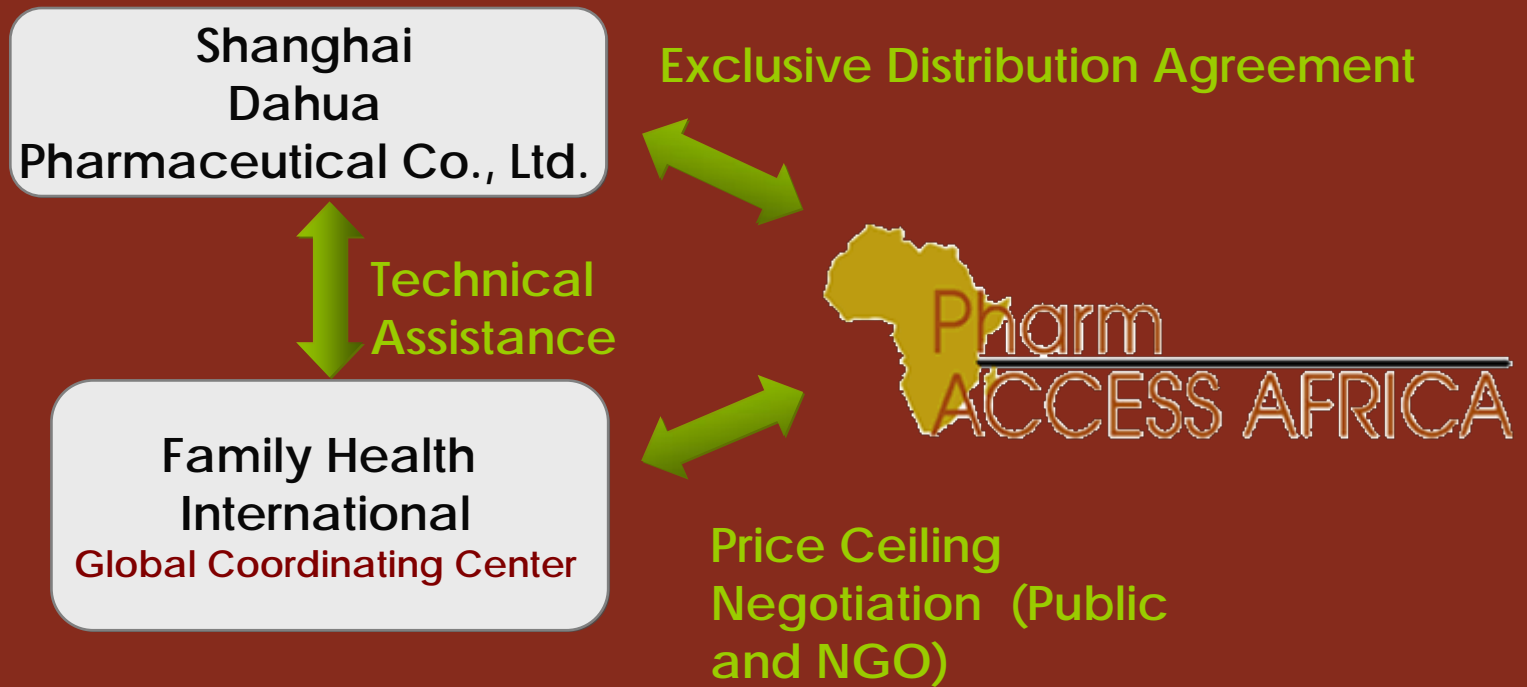 Shanghai
Dahua
Pharmaceutical Co., Ltd.
Exclusive Distribution Agreement
Technical
Assistance
Pharm
ACCESS AFRICA
Family Health
International
Global Coordinating Center
Price Ceiling
Negotiation (Public
and NGO)